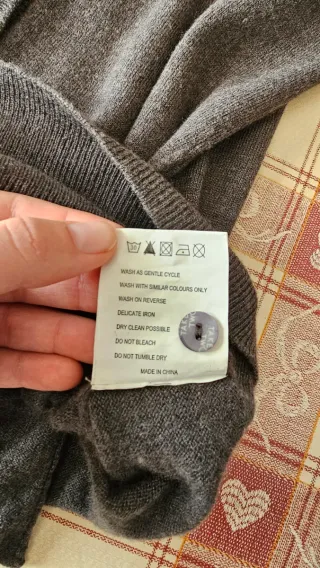 30
WASH AS GENTLE CYCLE
WASH WITH SIMILAR COLOURS ONLY
WASH ON REVERSE
DELICATE IRON
DRY CLEAN POSSIBLE
DO NOT BLEACH
DO NOT TUMBLE DRY
MADE IN CHINA